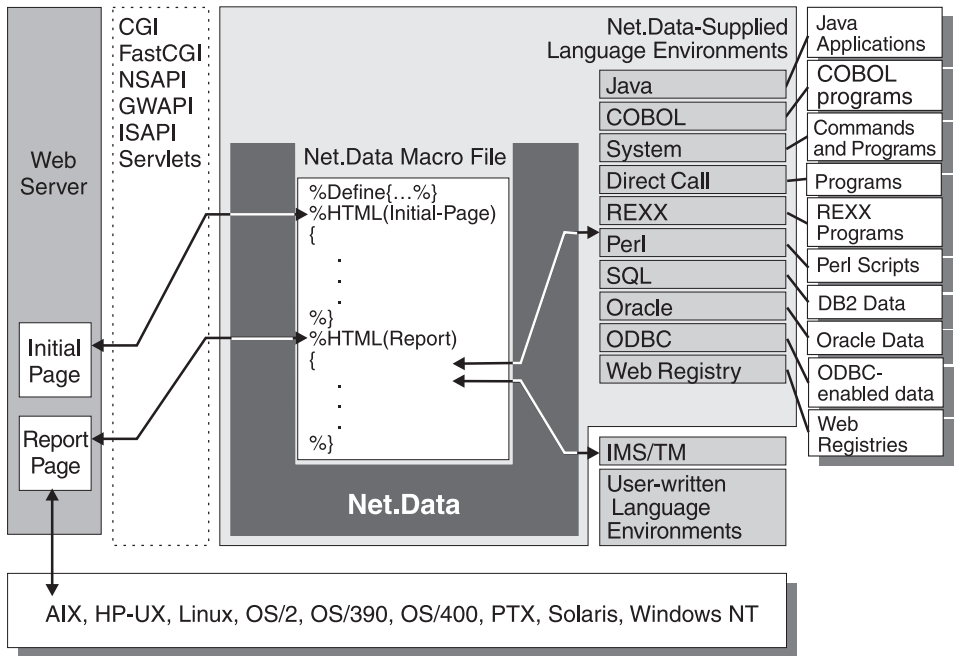 Web
Server
Initial
Page
Report
Page
CGI
FastCGI
NSAPI
GWAPI
ISAPI
Servlets
Net.Data Macro File
%Define{...%}
%HTML(Initial-Page)
{
.
.
.
%}
%HTML(Report)
{
.
.
.
%}
Net.Data
Net.Data-Supplied
Language Environments
Java
COBOL
System
Direct Call
REXX
Perl
SQL
Oracle
ODBC
Web Registry
IMS/TM
User-written
Language
Environments
Java
Applications
COBOL
programs
Commands
and Programs
Programs
REXX
Programs
Perl Scripts
DB2 Data
Oracle Data
ODBC-
enabled data
Web
Registries
AIX, HP-UX, Linux, OS/2, OS/390, OS/400, PTX, Solaris, Windows NT